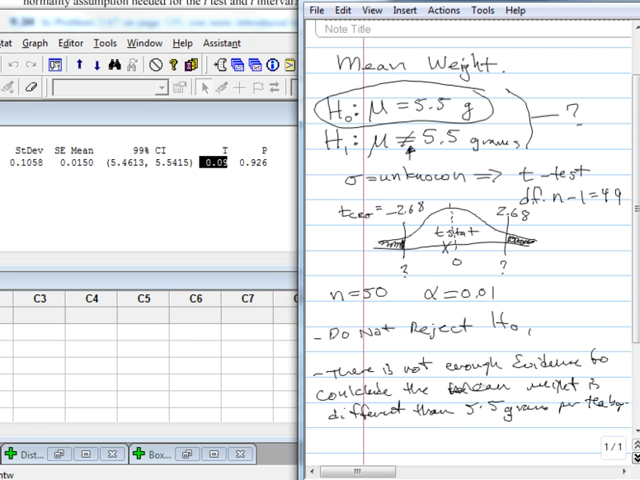 normality assumption needed for the t test and t interval
File Edit View Insert Actions Tools Help
Note Title
Stat Graph Editor Tools Window Help Assistant
StDev SE Mean 99% CI T P
0.1058 0.0150 (5.4613, 5.5415) 0.09 0.926
C3 C4 C5 C6 C7 C
Dist...
Box...
Mean Weight.
H₀: μ = 5.5 g
— ?
H₁: μ ≠ 5.5 grams
σ = unknown ⟹ t-test
df. n-1=49
-2.68
2.68
t stat
x
? 0 ?
n=50 α=0.01
- Do Not Reject H₀,
- There is not enough Evidence to
conclude the mean weight is
different than 5.5 grams per teabag
1 / 1